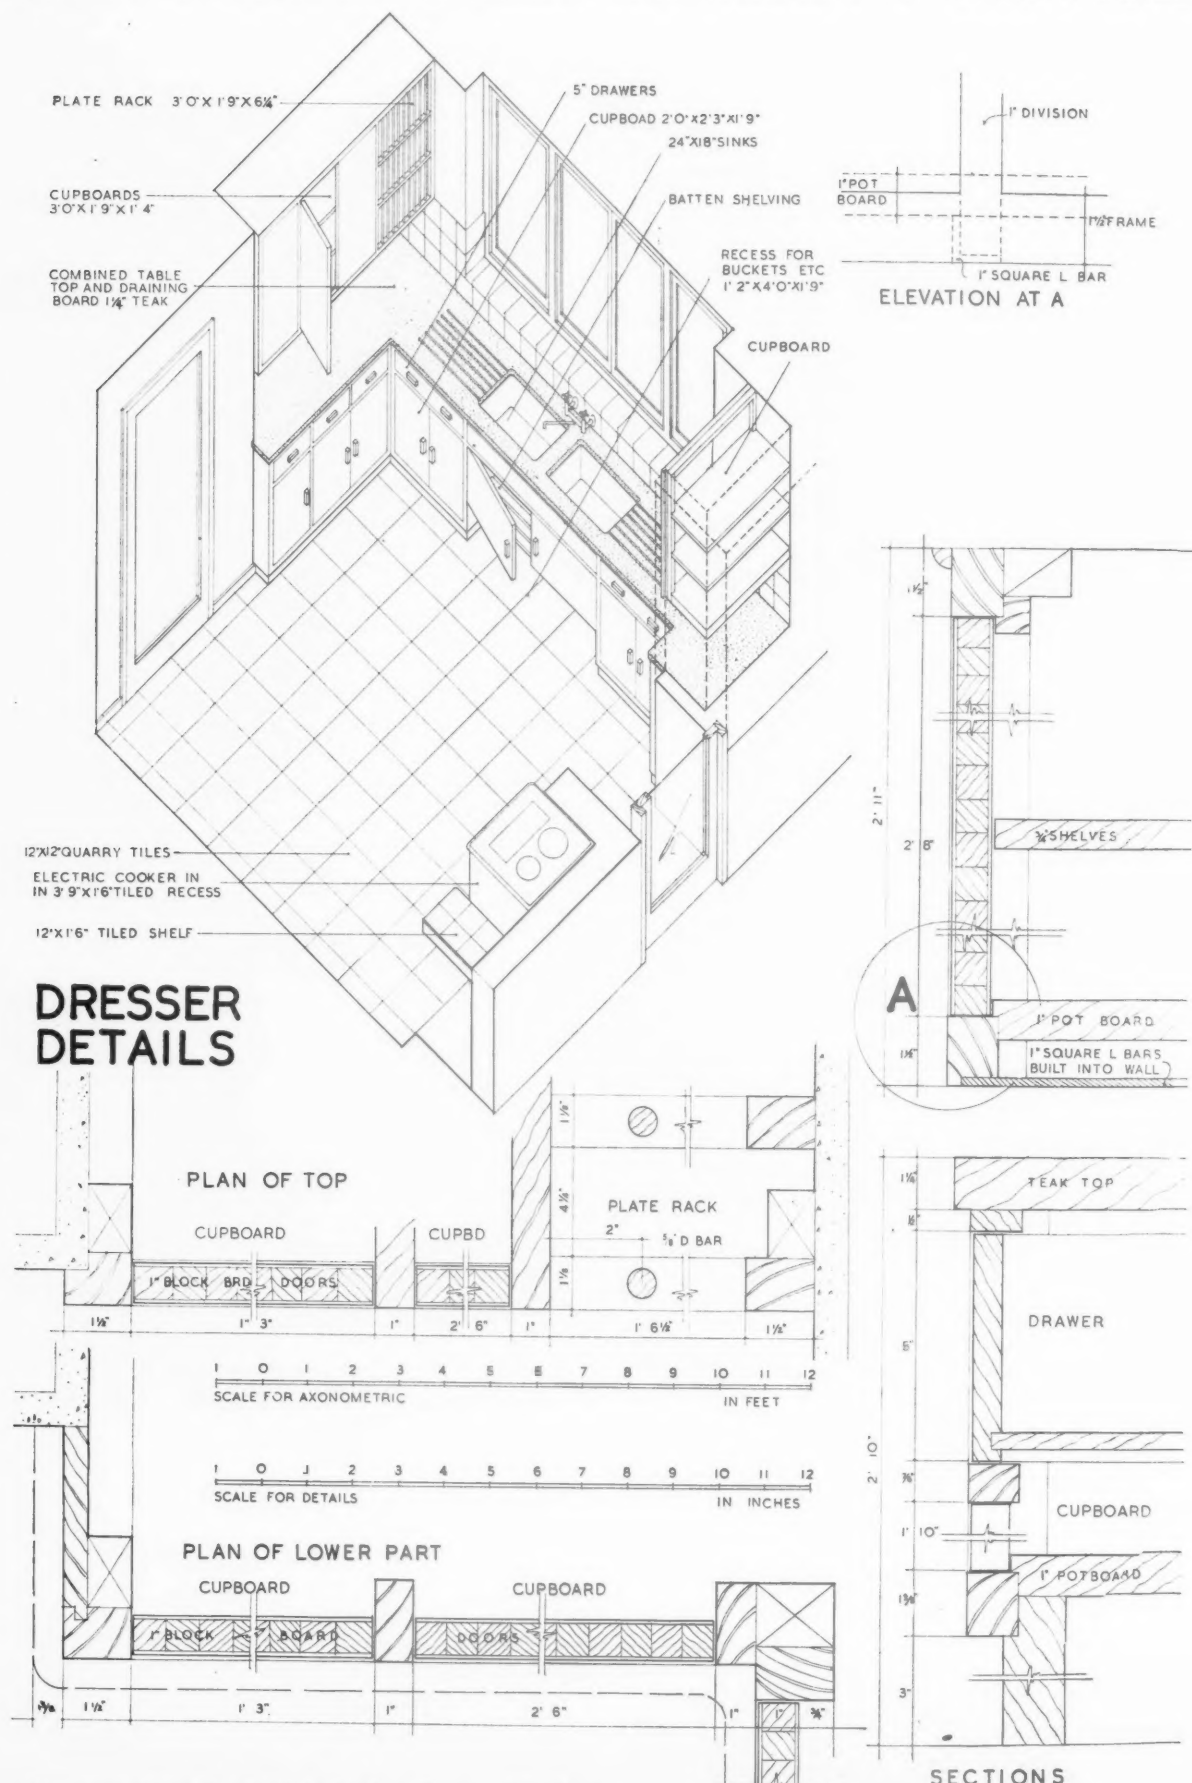 PLATE RACK 3'0"X1'9"X6¼"
CUPBOARDS
3'0"X1'9"X1'4"
COMBINED TABLE
TOP AND DRAINING
BOARD 1¼" TEAK
5" DRAWERS
CUPBOAD 2'0"X2'3"X1'9"
24"X18"SINKS
BATTEN SHELVING
RECESS FOR
BUCKETS ETC
1'2"X4'0"X1'9"
CUPBOARD
1" DIVISION
1" POT
BOARD
1½" FRAME
1" SQUARE L BAR
ELEVATION AT A
12"X12" QUARRY TILES
ELECTRIC COOKER IN
IN 3'9"X1'6" TILED RECESS
12"X1'6" TILED SHELF
DRESSER
DETAILS
1½"
2' 11"
2' 8"
¾" SHELVES
A
1" POT BOARD
1" SQUARE L BARS
BUILT INTO WALL
PLAN OF TOP
CUPBOARD
CUPBD
PLATE RACK
2"
⅝" D BAR
1⅛"
4⅛"
1" BLOCK BRD DOORS
1' 3"
1"
2' 6"
1"
1' 6½"
1½"
1 0 1 2 3 4 5 6 7 8 9 10 11 12
SCALE FOR AXONOMETRIC IN FEET
1 0 1 2 3 4 5 6 7 8 9 10 11 12
SCALE FOR DETAILS IN INCHES
PLAN OF LOWER PART
CUPBOARD
CUPBOARD
1" BLOCK BOARD
DOORS
1½"
1' 3"
1"
2' 6"
1"
1"
¾"
TEAK TOP
DRAWER
2' 10"
CUPBOARD
1' 10"
1" POTBOARD
3"
SECTIONS